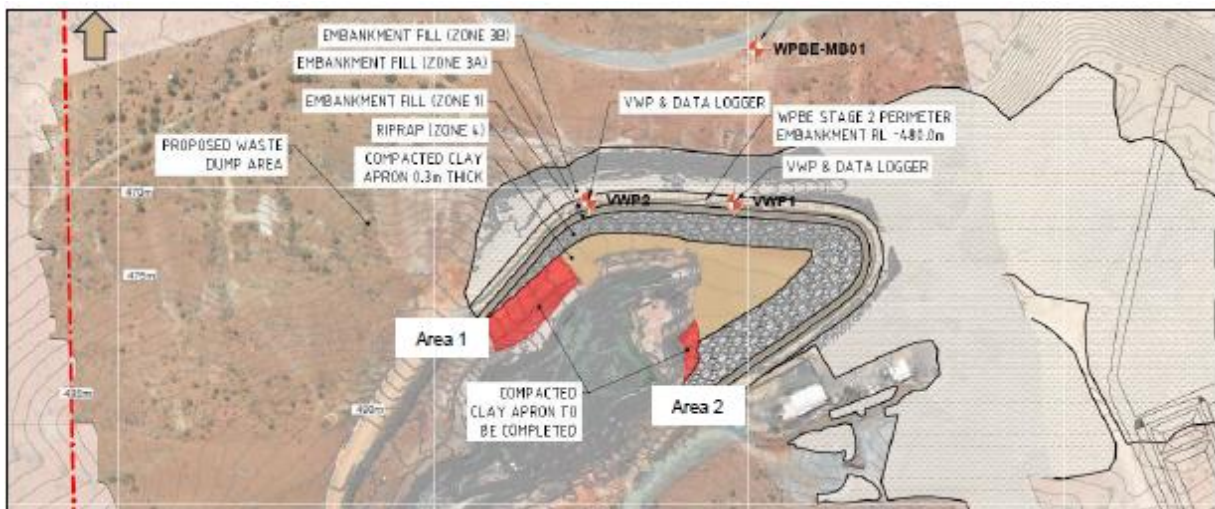 EMBANKMENT FILL (ZONE 3B)
WPBE-MB01
EMBANKMENT FILL (ZONE 3A)
EMBANKMENT FILL (ZONE 1)
VWP & DATA LOGGER
RIPRAP (ZONE 4)
WPBE STAGE 2 PERIMETER
EMBANKMENT RL ~480.0m
PROPOSED WASTE
DUMP AREA
COMPACTED CLAY
APRON 0.3m THICK
VWP & DATA LOGGER
470m
VWP2
VWP1
475m
Area 1
COMPACTED
CLAY APRON TO
BE COMPLETED
Area 2